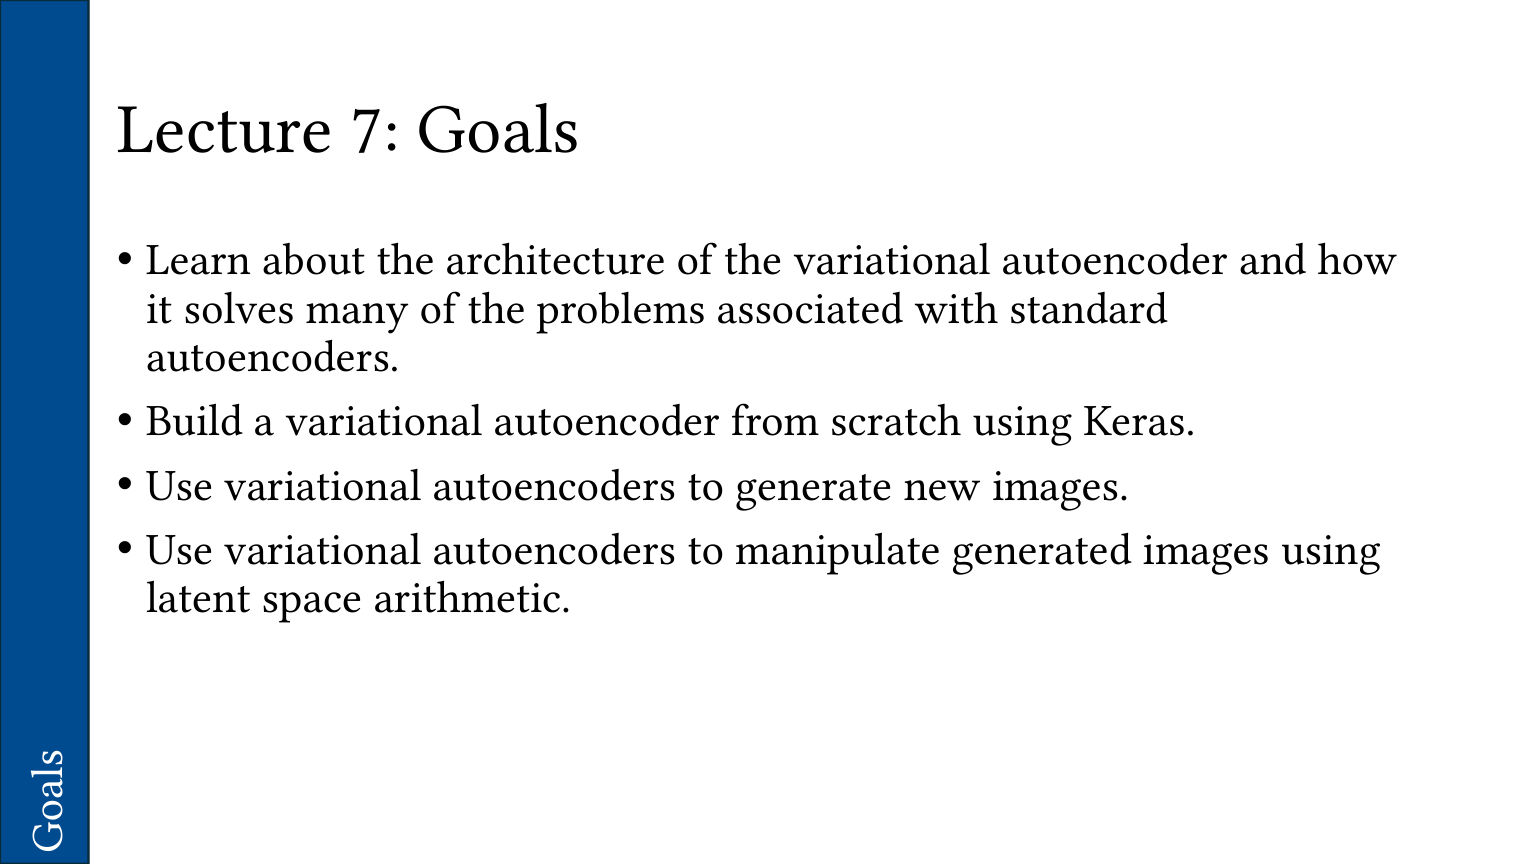 Lecture 7: Goals
• Learn about the architecture of the variational autoencoder and how
it solves many of the problems associated with standard
autoencoders.
• Build a variational autoencoder from scratch using Keras.
• Use variational autoencoders to generate new images.
• Use variational autoencoders to manipulate generated images using
latent space arithmetic.
Goals